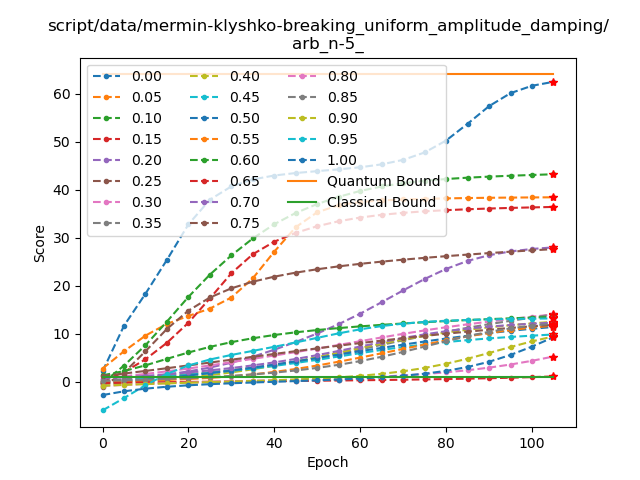 script/data/mermin-klyshko-breaking_uniform_amplitude_damping/
arb_n-5_
0.00 0.40 0.80
0.05 0.45 0.85
0.10 0.50 0.90
0.15 0.55 0.95
0.20 0.60 1.00
0.25 0.65 Quantum Bound
0.30 0.70 Classical Bound
0.35 0.75
60
50
40
30
20
10
0
Score
0 20 40 60 80 100
Epoch